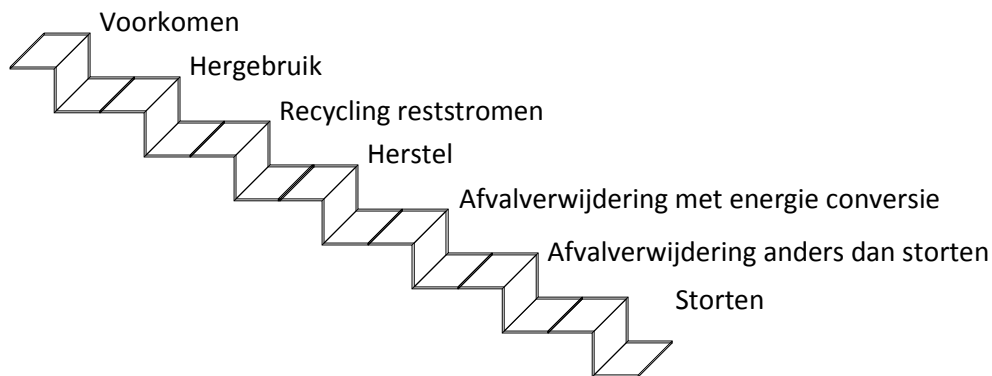 Voorkomen
Hergebruik
Recycling reststromen
Herstel
Afvalverwijdering met energie conversie
Afvalverwijdering anders dan storten
Storten